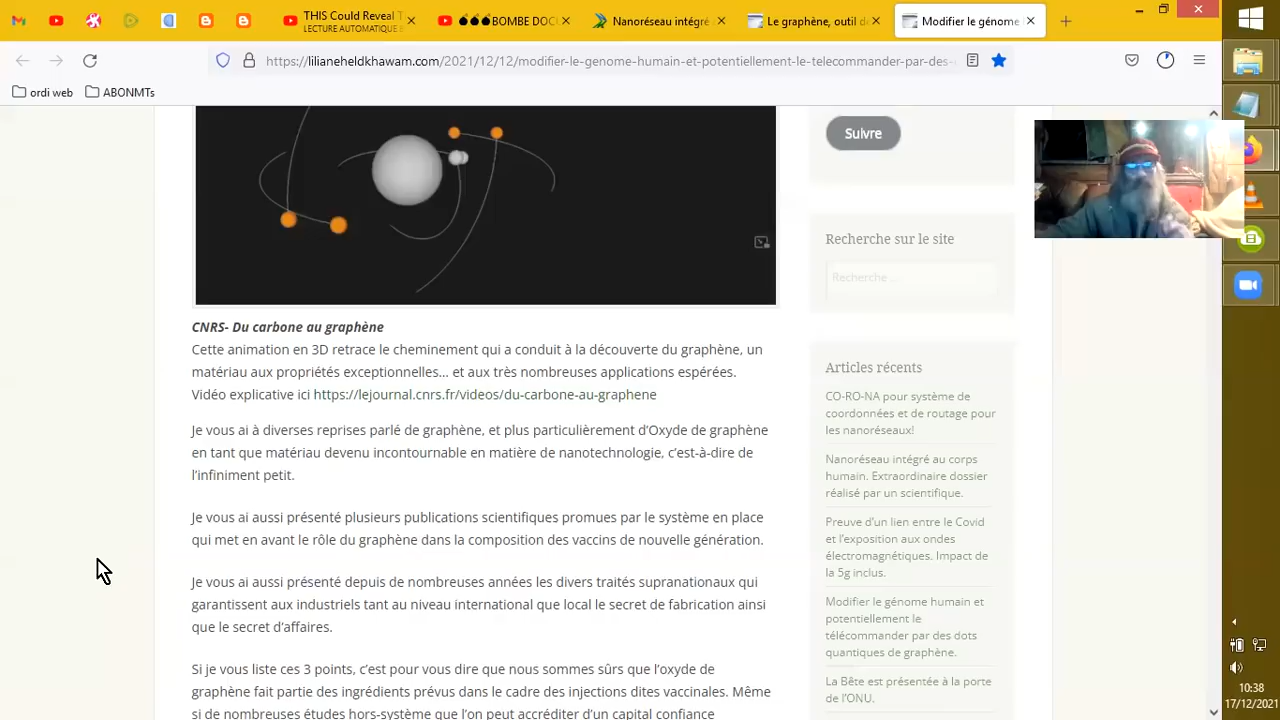 THIS Could Reveal T
LECTURE AUTOMATIQUE
BOMBE DOC
Nanoréseau intégré
Le graphène, outil d
Modifier le génome
https://lilianeheldkhawam.com/2021/12/12/modifier-le-genome-humain-et-potentiellement-le-telecommander-par-des-
ordi web
ABONMTs
Suivre
Recherche sur le site
Recherche …
CNRS- Du carbone au graphène
Cette animation en 3D retrace le cheminement qui a conduit à la découverte du graphène, un
matériau aux propriétés exceptionnelles… et aux très nombreuses applications espérées.
Vidéo explicative ici https://lejournal.cnrs.fr/videos/du-carbone-au-graphene
Je vous ai à diverses reprises parlé de graphène, et plus particulièrement d’Oxyde de graphène
en tant que matériau devenu incontournable en matière de nanotechnologie, c’est-à-dire de
l’infiniment petit.
Je vous ai aussi présenté plusieurs publications scientifiques promues par le système en place
qui met en avant le rôle du graphène dans la composition des vaccins de nouvelle génération.
Je vous ai aussi présenté depuis de nombreuses années les divers traités supranationaux qui
garantissent aux industriels tant au niveau international que local le secret de fabrication ainsi
que le secret d’affaires.
Si je vous liste ces 3 points, c’est pour vous dire que nous sommes sûrs que l’oxyde de
graphène fait partie des ingrédients prévus dans le cadre des injections dites vaccinales. Même
si de nombreuses études hors-système que l’on peut accréditer d’un capital confiance
Articles récents
CO-RO-NA pour système de
coordonnées et de routage pour
les nanoréseaux!
Nanoréseau intégré au corps
humain. Extraordinaire dossier
réalisé par un scientifique.
Preuve d’un lien entre le Covid
et l’exposition aux ondes
électromagnétiques. Impact de
la 5g inclus.
Modifier le génome humain et
potentiellement le
télécommander par des dots
quantiques de graphène.
La Bête est présentée à la porte
de l’ONU.
10:38
17/12/2021